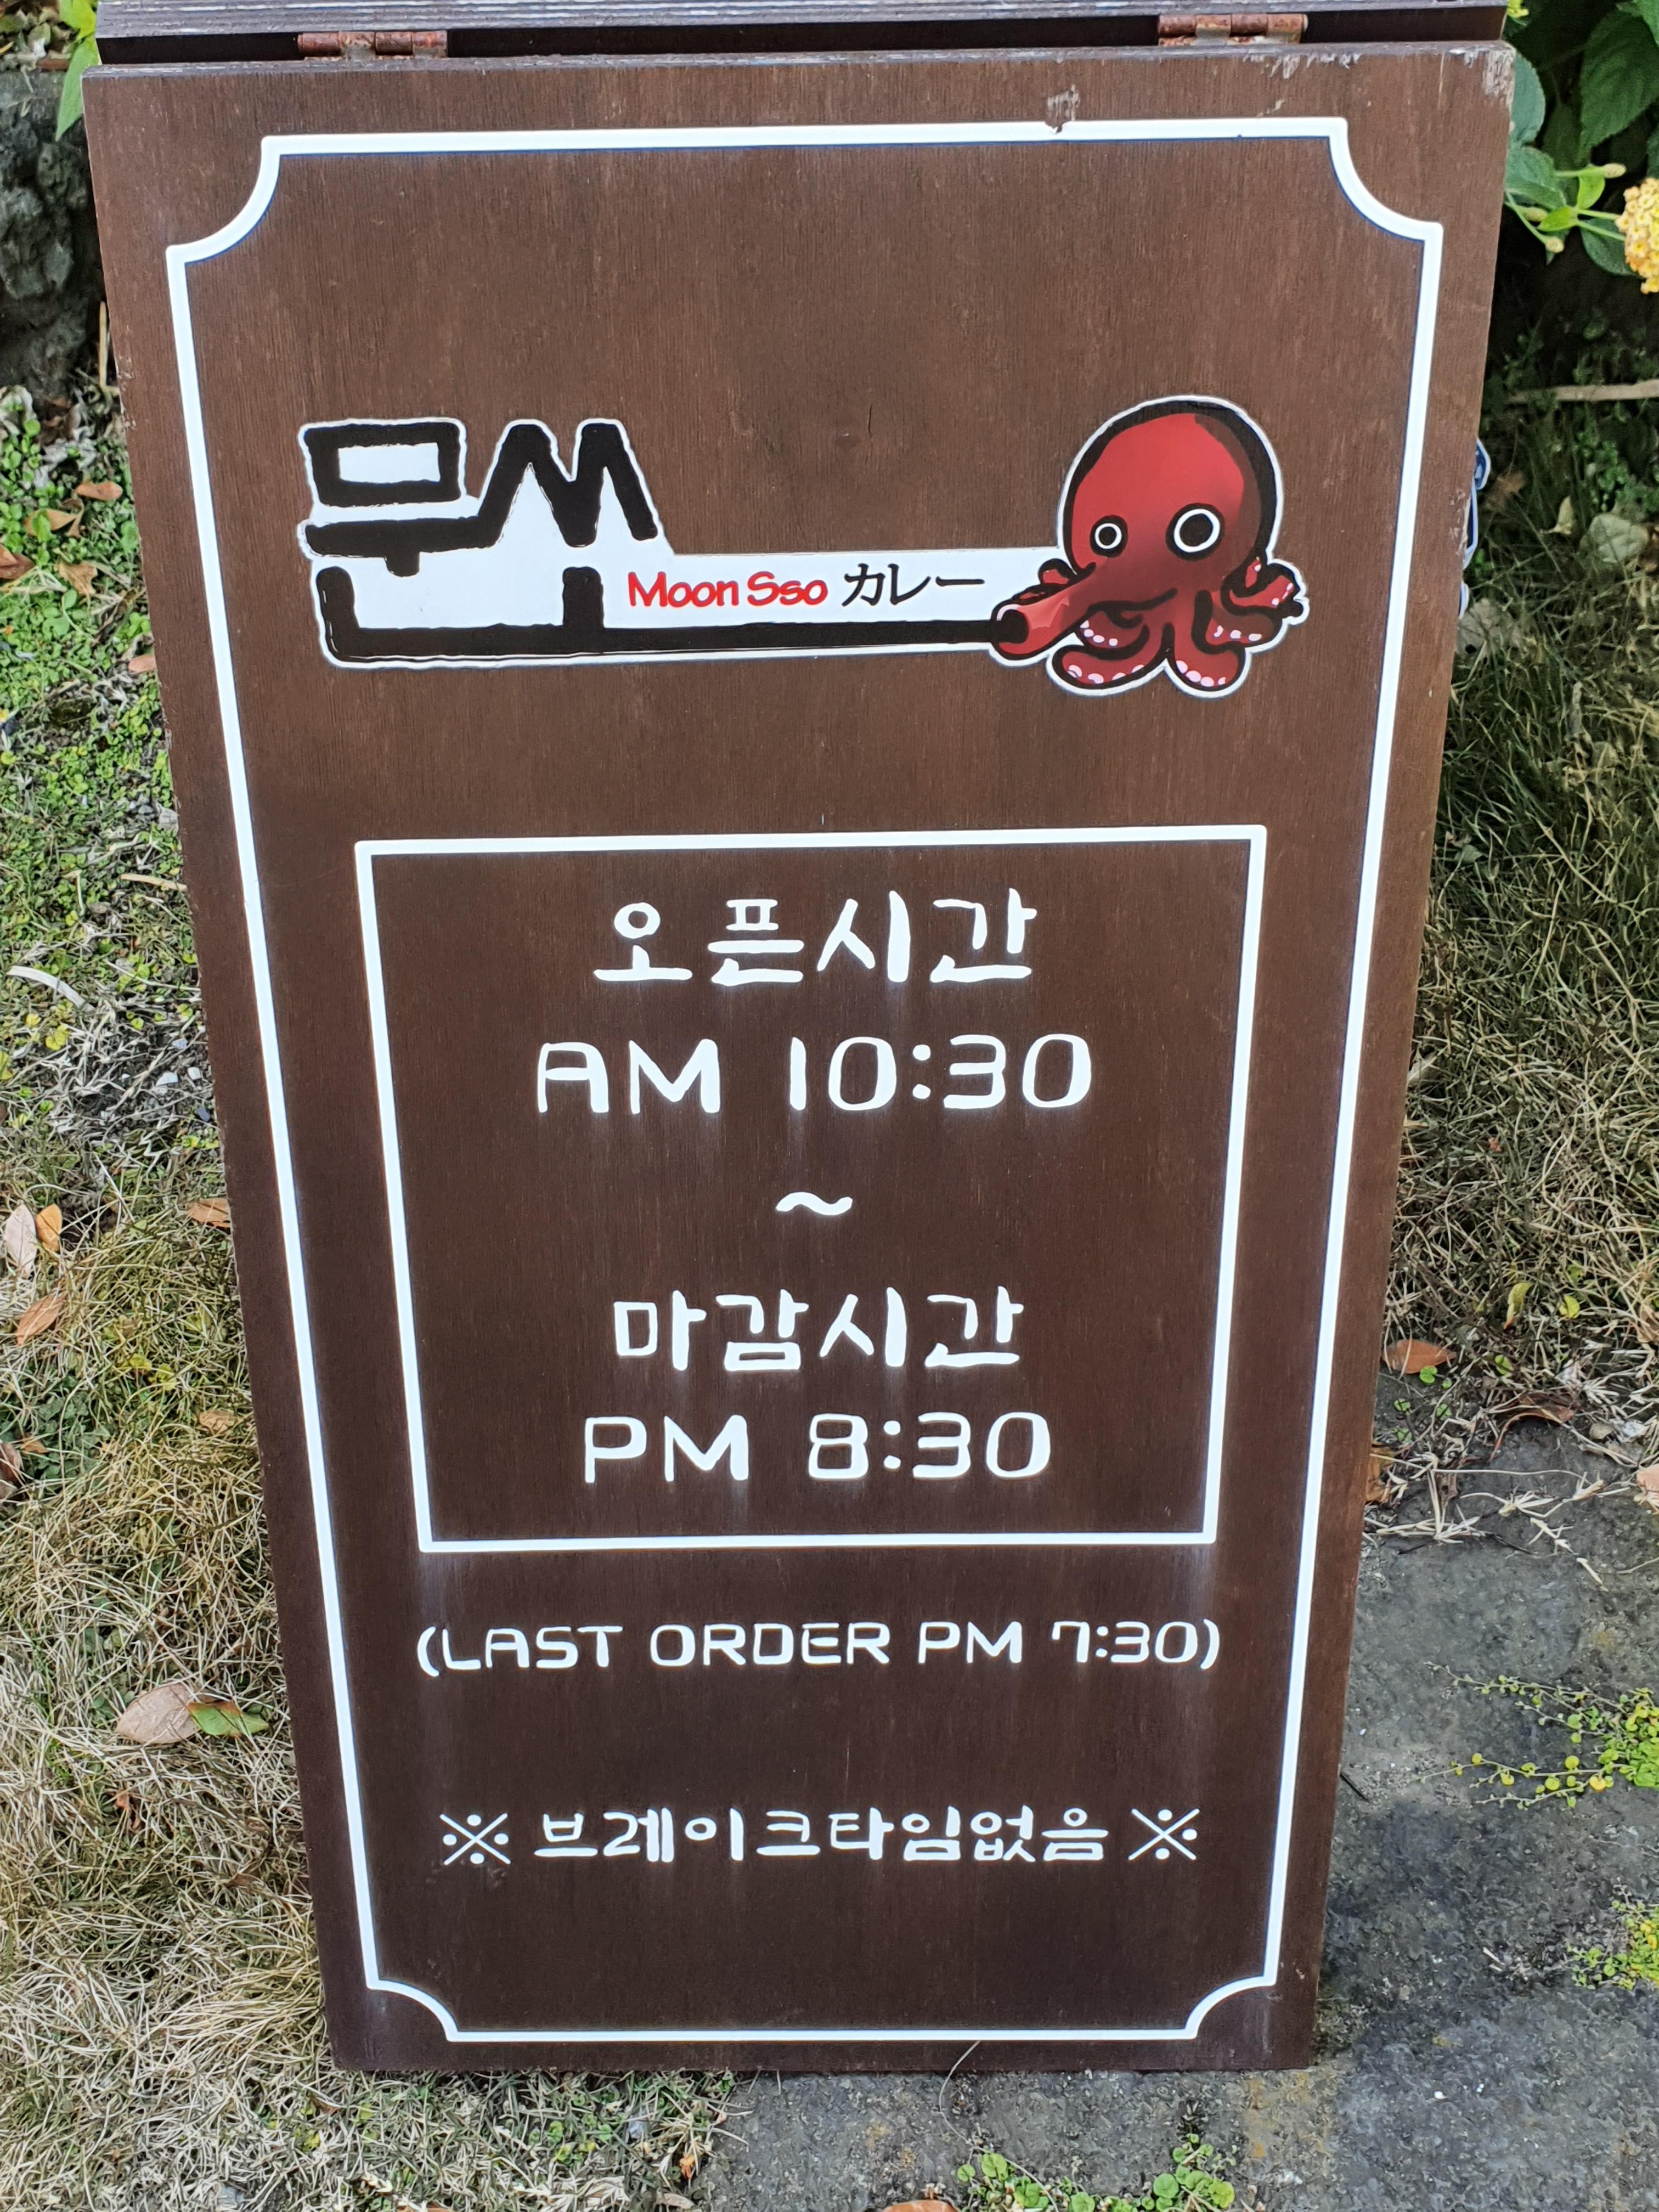 문쏘
Moon Sso カレー
오픈시간
AM 10:30
~
마감시간
PM 8:30
(LAST ORDER PM 7:30)
※ 브레이크타임없음 ※